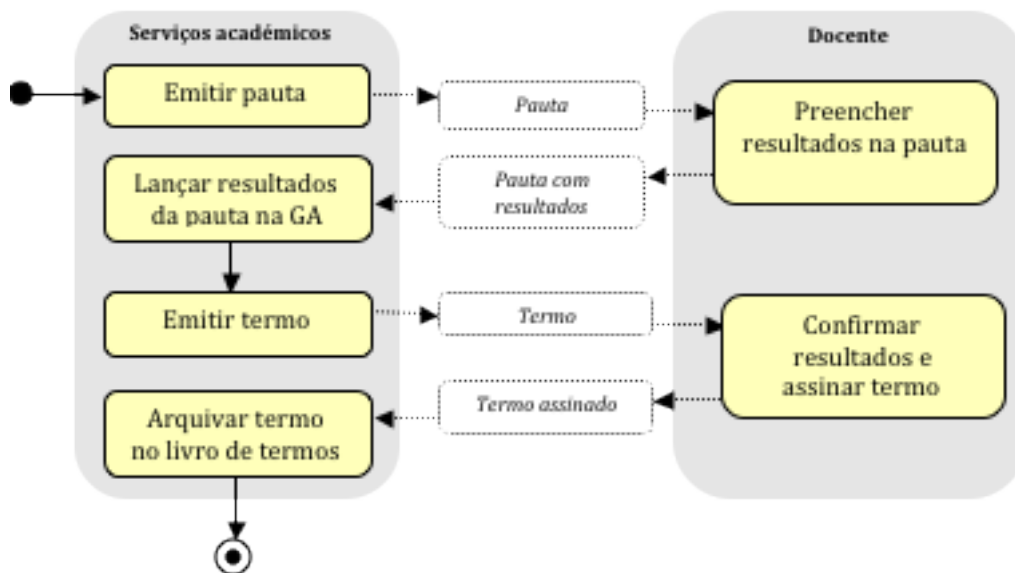 Serviços académicos
Docente
Emitir pauta
Pauta
Preencher
resultados na pauta
Lançar resultados
da pauta na GA
Pauta com
resultados
Emitir termo
Termo
Confirmar
resultados e
assinar termo
Arquivar termo
no livro de termos
Termo assinado